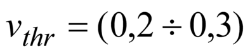 v_thr = (0,2 ÷ 0,3)